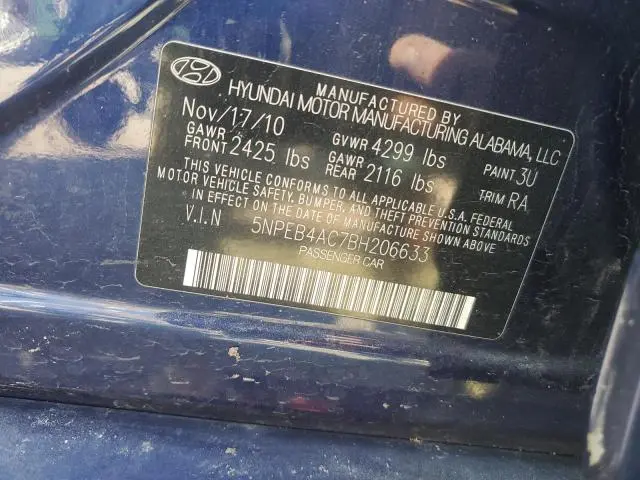 MANUFACTURED BY
HYUNDAI MOTOR MANUFACTURING ALABAMA, LLC
Nov/17/10
GAWR FRONT 2425 lbs GVWR 4299 lbs PAINT 3U
GAWR REAR 2116 lbs TRIM RA
THIS VEHICLE CONFORMS TO ALL APPLICABLE U.S.A. FEDERAL
MOTOR VEHICLE SAFETY, BUMPER, AND THEFT PREVENTION STANDARDS
IN EFFECT ON THE DATE OF MANUFACTURE SHOWN ABOVE
V.I.N 5NPEB4AC7BH206633
PASSENGER CAR